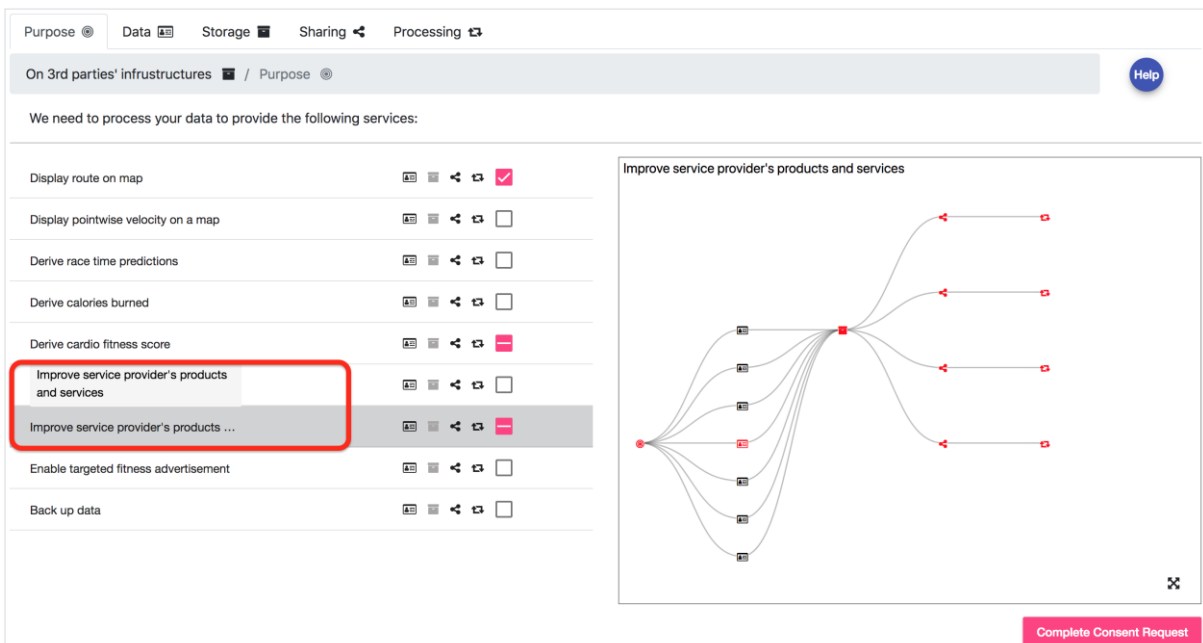 Purpose Data Storage Sharing Processing
On 3rd parties' infrustructures / Purpose
Help
We need to process your data to provide the following services:
Display route on map
Display pointwise velocity on a map
Derive race time predictions
Derive calories burned
Derive cardio fitness score
Improve service provider's products
and services
Improve service provider's products ...
Enable targeted fitness advertisement
Back up data
Improve service provider's products and services
Complete Consent Request